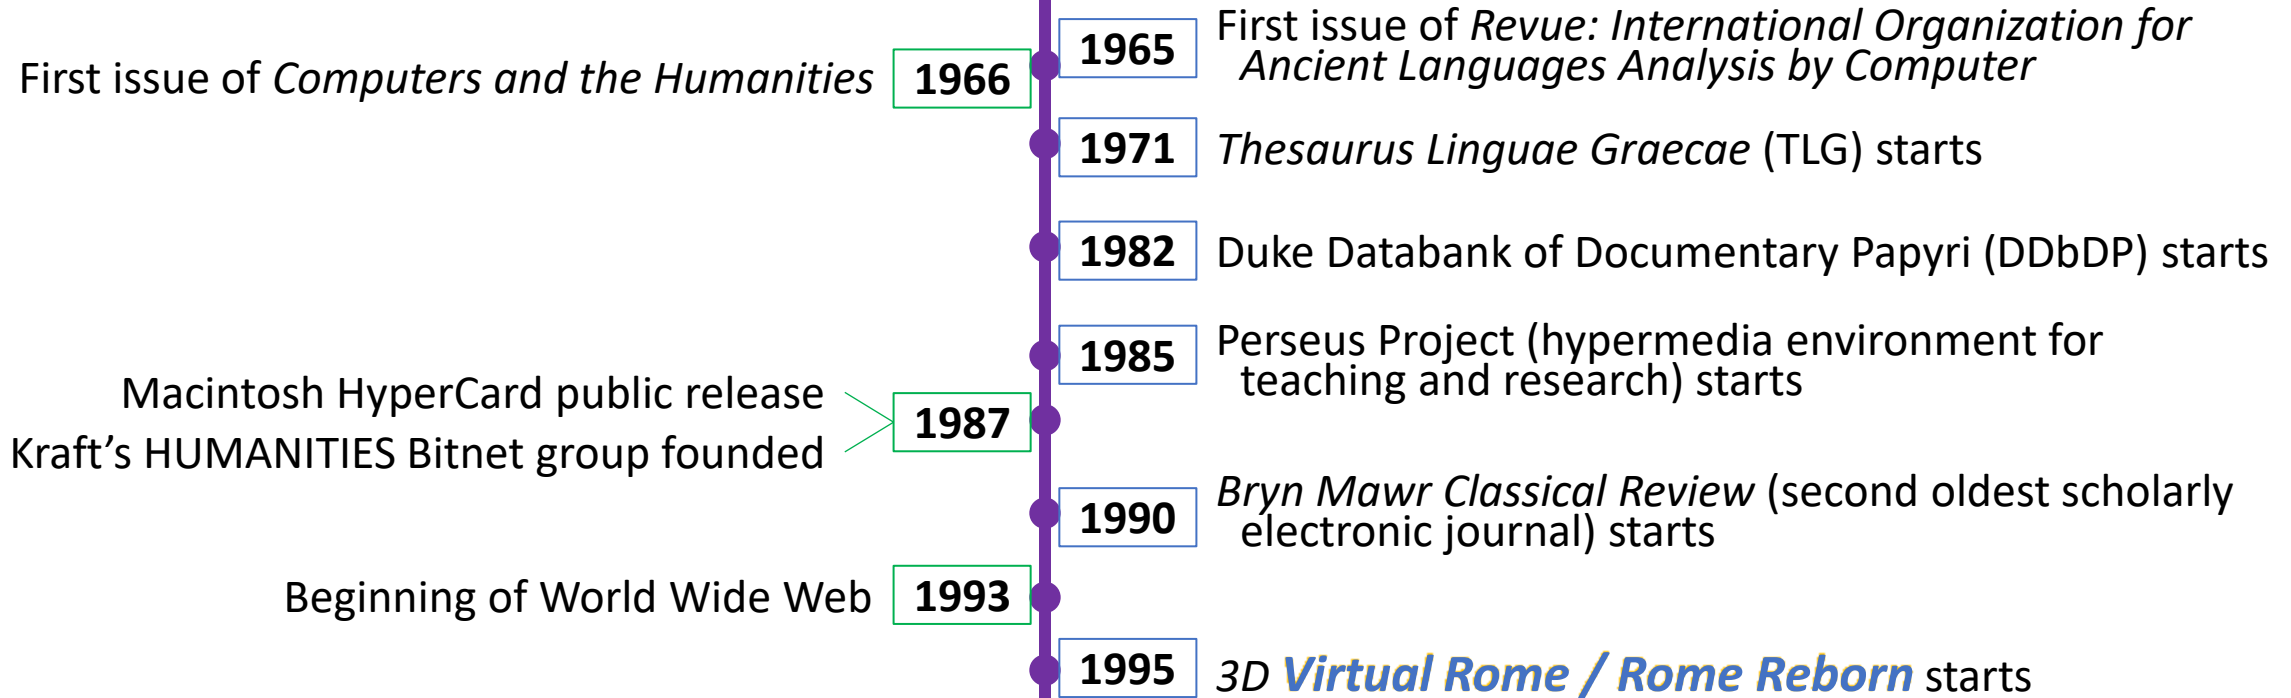 1965 First issue of Revue: International Organization for
Ancient Languages Analysis by Computer
First issue of Computers and the Humanities 1966
1971 Thesaurus Linguae Graecae (TLG) starts
1982 Duke Databank of Documentary Papyri (DDbDP) starts
1985 Perseus Project (hypermedia environment for
teaching and research) starts
Macintosh HyperCard public release
1987
Kraft’s HUMANITIES Bitnet group founded
1990 Bryn Mawr Classical Review (second oldest scholarly
electronic journal) starts
Beginning of World Wide Web 1993
1995 3D Virtual Rome / Rome Reborn starts